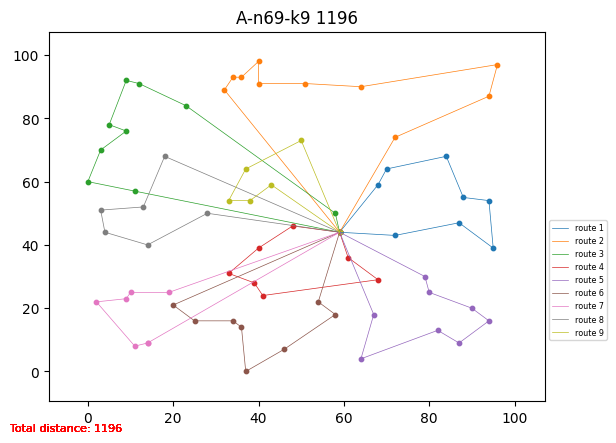 A-n69-k9 1196
100
80
60
40
20
0
0 20 40 60 80 100
route 1
route 2
route 3
route 4
route 5
route 6
route 7
route 8
route 9
Total distance: 1196